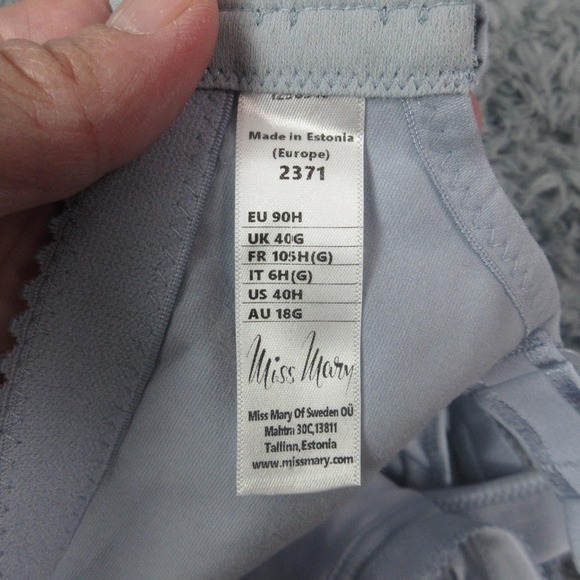 Made in Estonia
(Europe)
2371
EU 90H
UK 40G
FR 105H(G)
IT 6H(G)
US 40H
AU 18G
Miss Mary
Miss Mary Of Sweden OÜ
Mahtra 30C,13811
Tallinn,Estonia
www.missmary.com